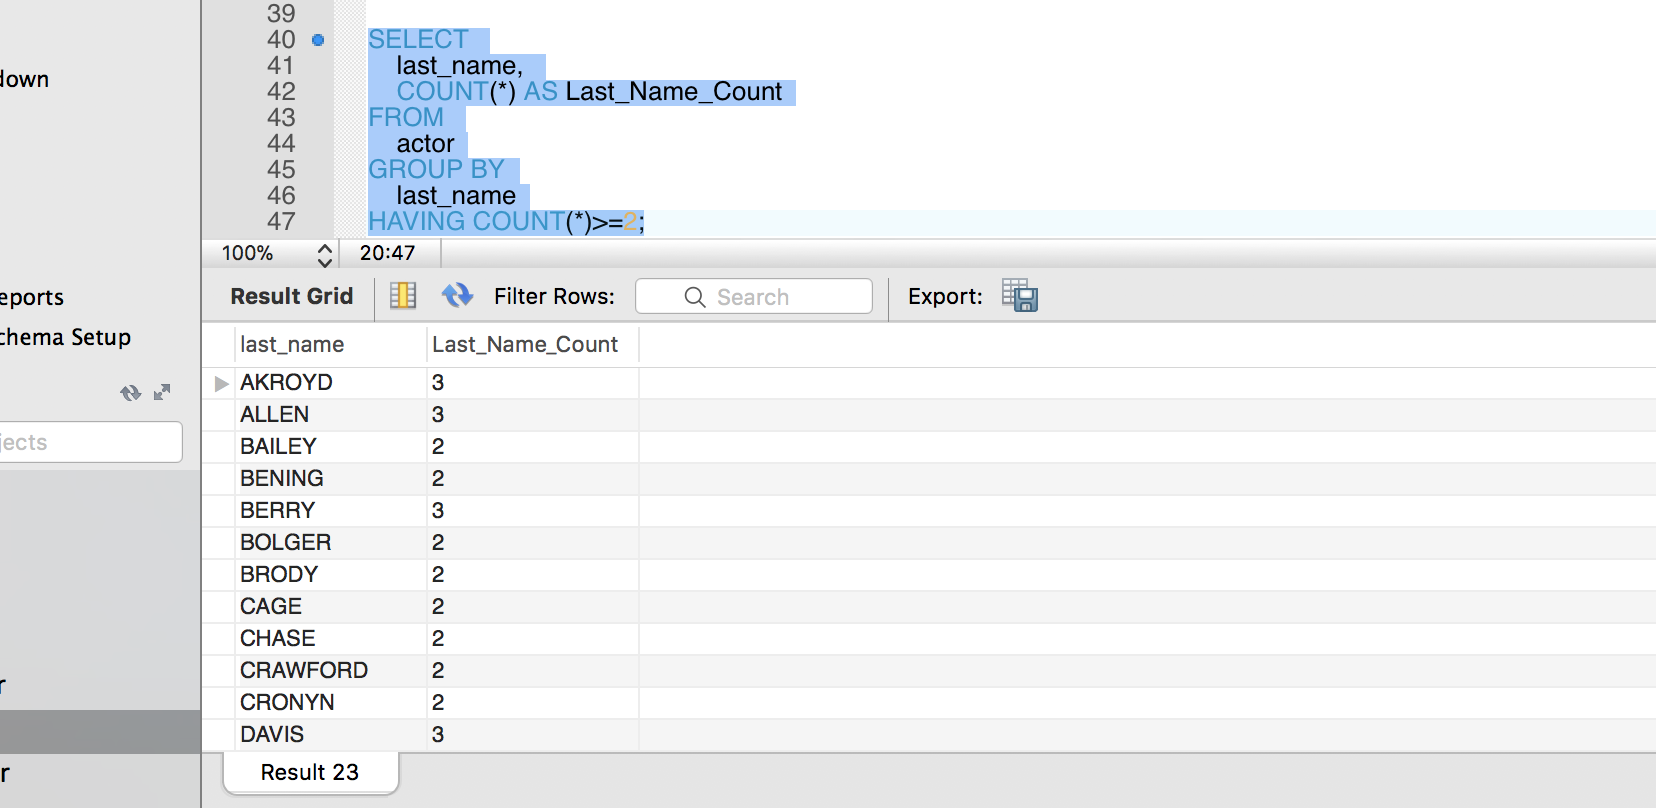 39
40 SELECT
down
41 last_name,
42 COUNT(*) AS Last_Name_Count
43 FROM
44 actor
45 GROUP BY
46 last_name
47 HAVING COUNT(*)>=2;
100% 20:47
eports
Result Grid Filter Rows: Search Export:
chema Setup
last_name Last_Name_Count
AKROYD 3
ALLEN 3
jects
BAILEY 2
BENING 2
BERRY 3
BOLGER 2
BRODY 2
CAGE 2
CHASE 2
CRAWFORD 2
r
CRONYN 2
DAVIS 3
r
Result 23